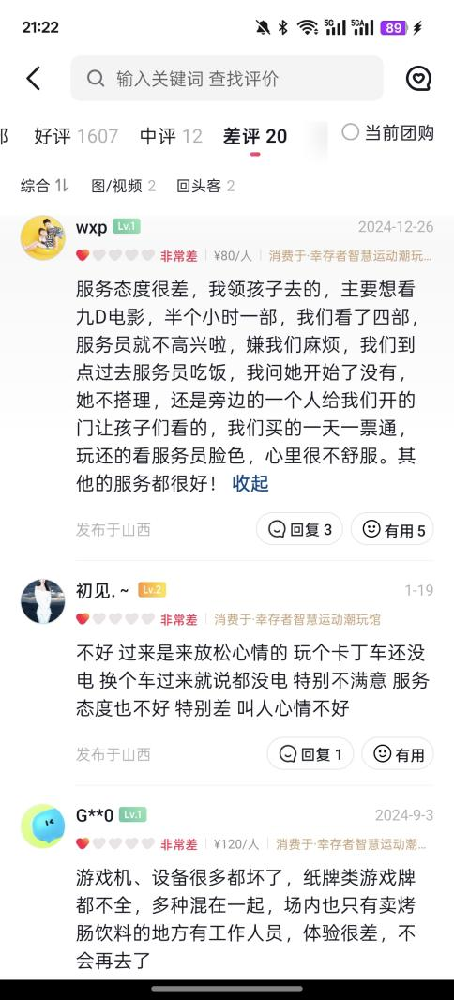 21:22
5G 5GA 89
输入关键词 查找评价
好评 1607 中评 12 差评 20 当前团购
综合 图/视频 2 回头客 2
wxp Lv.1 2024-12-26
非常差 ¥80/人 消费于·幸存者智慧运动潮玩...
服务态度很差，我领孩子去的，主要想看
九D电影，半个小时一部，我们看了四部，
服务员就不高兴啦，嫌我们麻烦，我们到
点过去服务员吃饭，我问她开始了没有，
她不搭理，还是旁边的一个人给我们开的
门让孩子们看的，我们买的一天一票通，
玩还的看服务员脸色，心里很不舒服。其
他的服务都很好！ 收起
发布于山西 回复 3 有用 5
初见. ~ Lv.2 1-19
非常差 消费于·幸存者智慧运动潮玩馆
不好 过来是来放松心情的 玩个卡丁车还没
电 换个车过来就说都没电 特别不满意 服务
态度也不好 特别差 叫人心情不好
发布于山西 回复 1 有用
G**0 Lv.1 2024-9-3
非常差 ¥120/人 消费于·幸存者智慧运动潮...
游戏机、设备很多都坏了，纸牌类游戏牌
都不全，多种混在一起，场内也只有卖烤
肠饮料的地方有工作人员，体验很差，不
会再去了